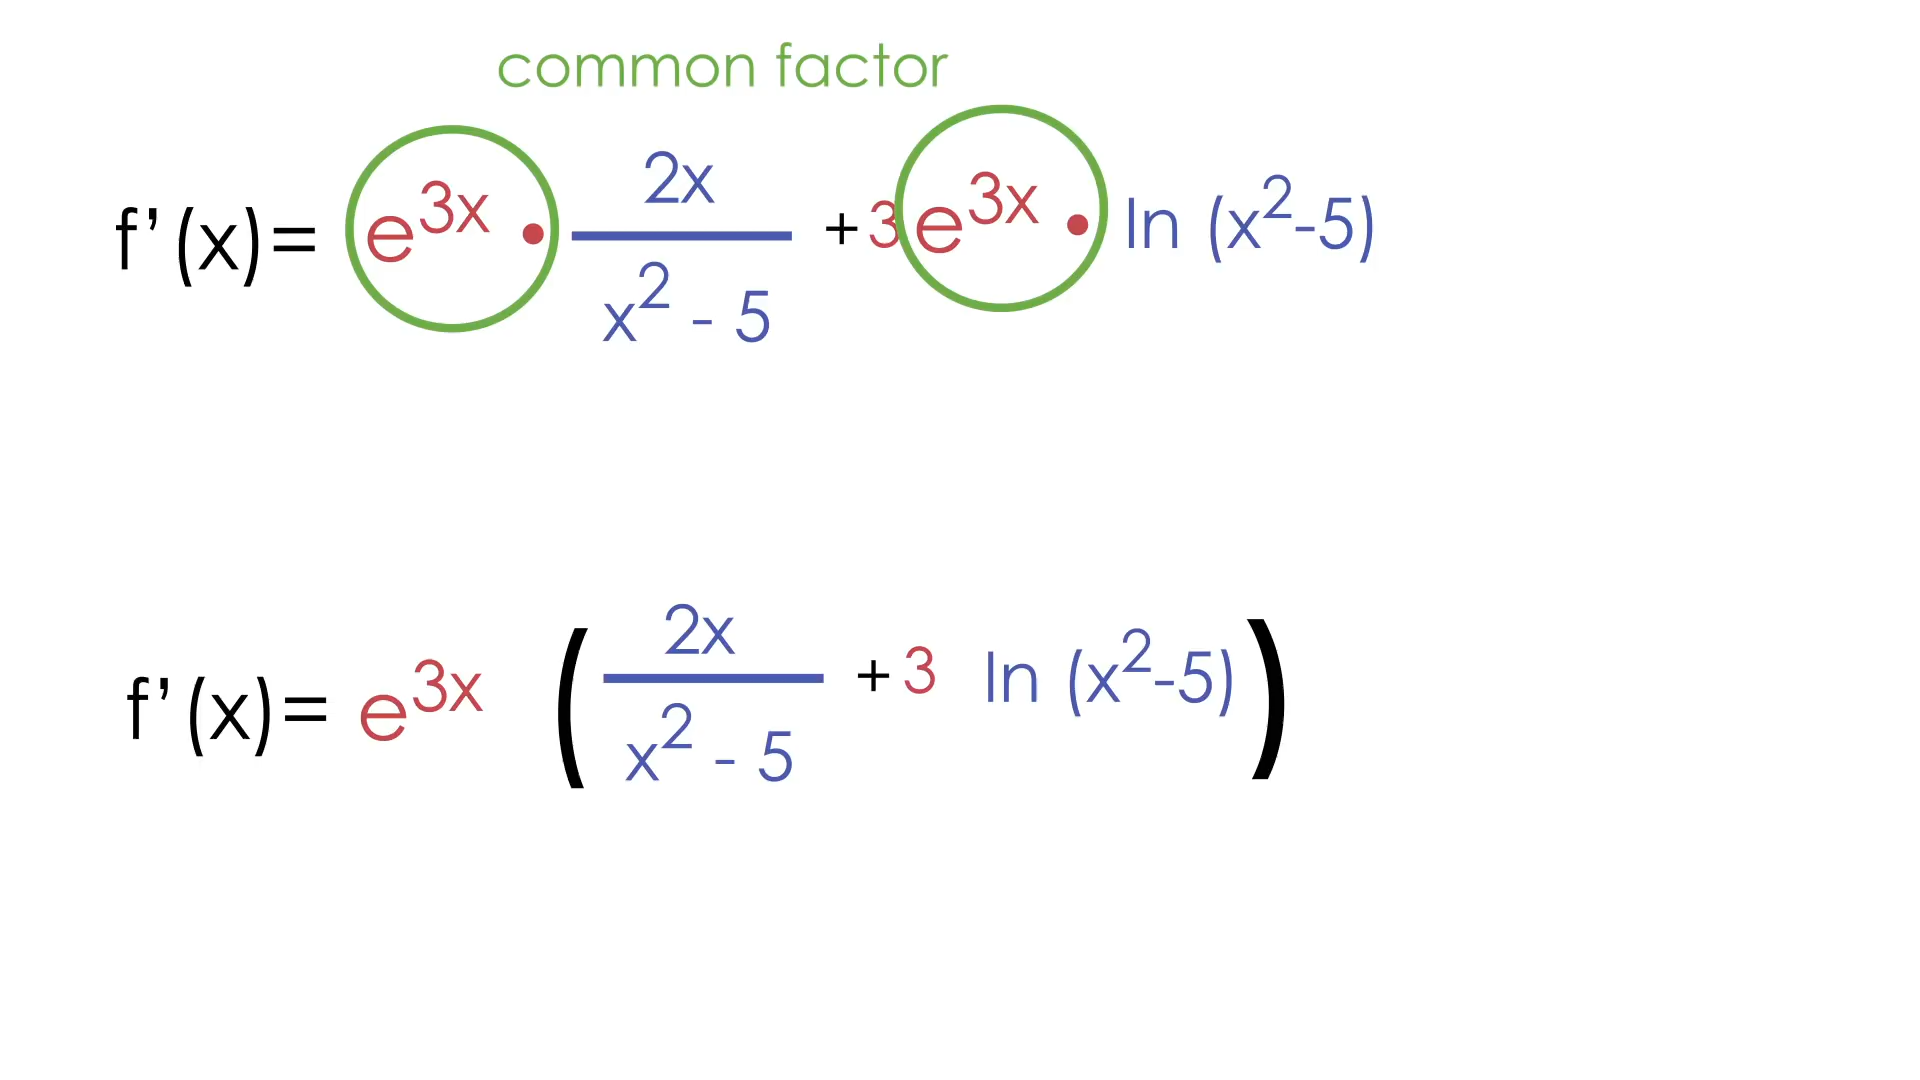 common factor
f'(x)= e^3x • 2x/(x^2 - 5) + 3e^3x • ln (x^2-5)
f'(x)= e^3x (2x/(x^2 - 5) + 3 ln (x^2-5))